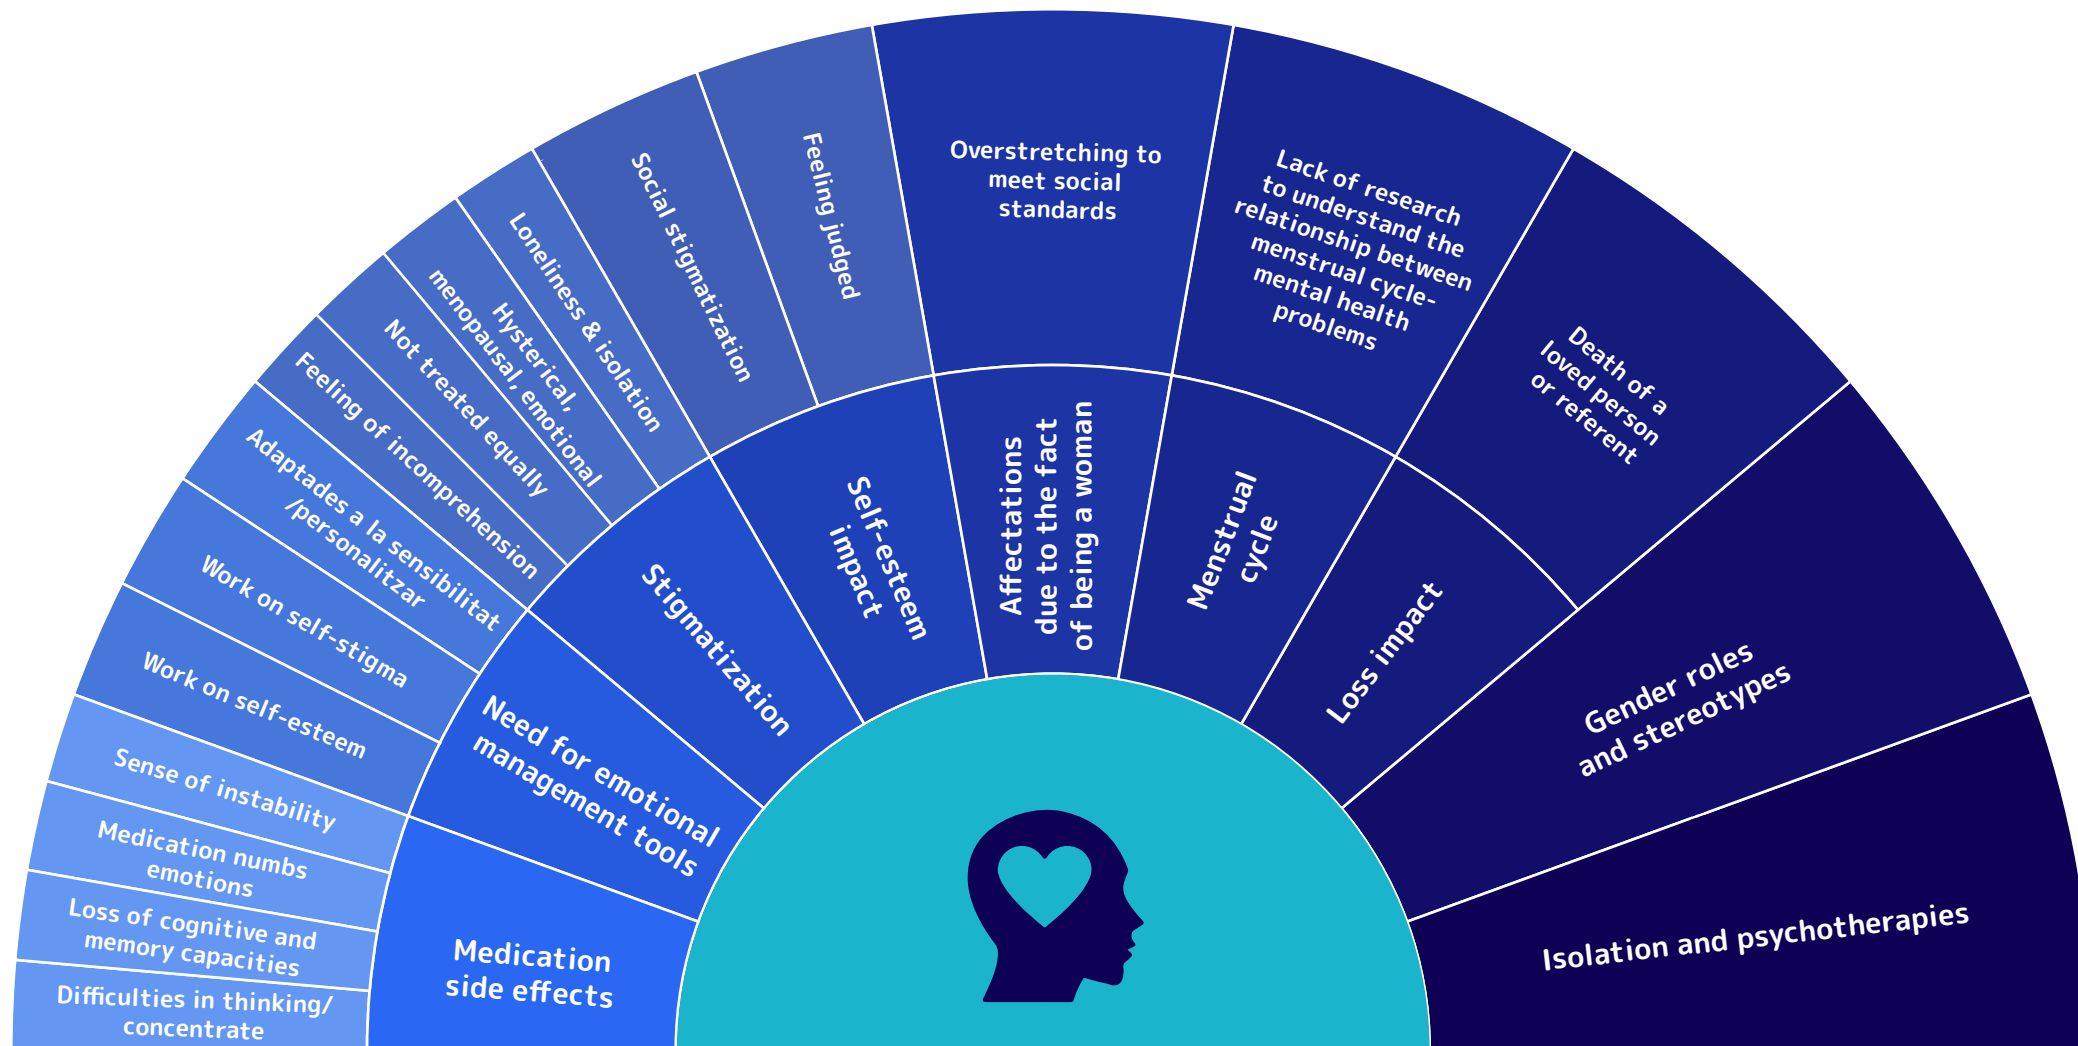 Medication
side effects
Difficulties in thinking/
concentrate
Loss of cognitive and
memory capacities
Medication numbs
emotions
Sense of instability
Need for emotional
management tools
Work on self-esteem
Work on self-stigma
Adaptades a la sensibilitat
/personalitzar
Stigmatization
Feeling of incomprehension
Not treated equally
Hysterical,
menopausal, emotional
Loneliness & isolation
Self-esteem
impact
Social stigmatization
Feeling judged
Affectations
due to the fact
of being a woman
Overstretching to
meet social
standards
Menstrual
cycle
Lack of research
to understand the
relationship between
menstrual cycle-
mental health
problems
Loss impact
Death of a
loved person
or referent
Gender roles
and stereotypes
Isolation and psychotherapies